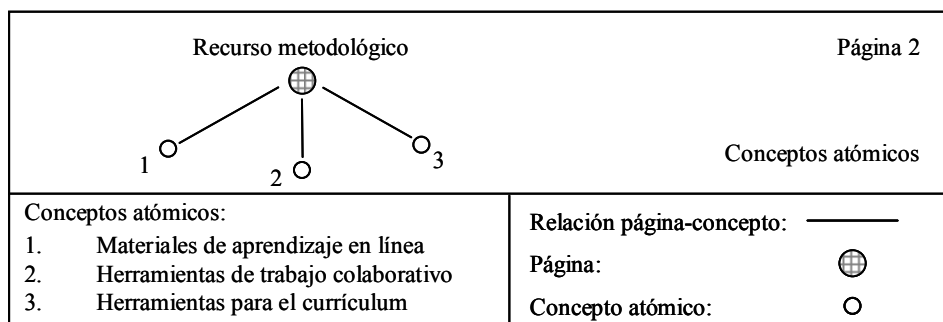 Recurso metodológico
Página 2
1
2
3
Conceptos atómicos
Conceptos atómicos:
1. Materiales de aprendizaje en línea
2. Herramientas de trabajo colaborativo
3. Herramientas para el currículum
Relación página-concepto:
Página:
Concepto atómico: